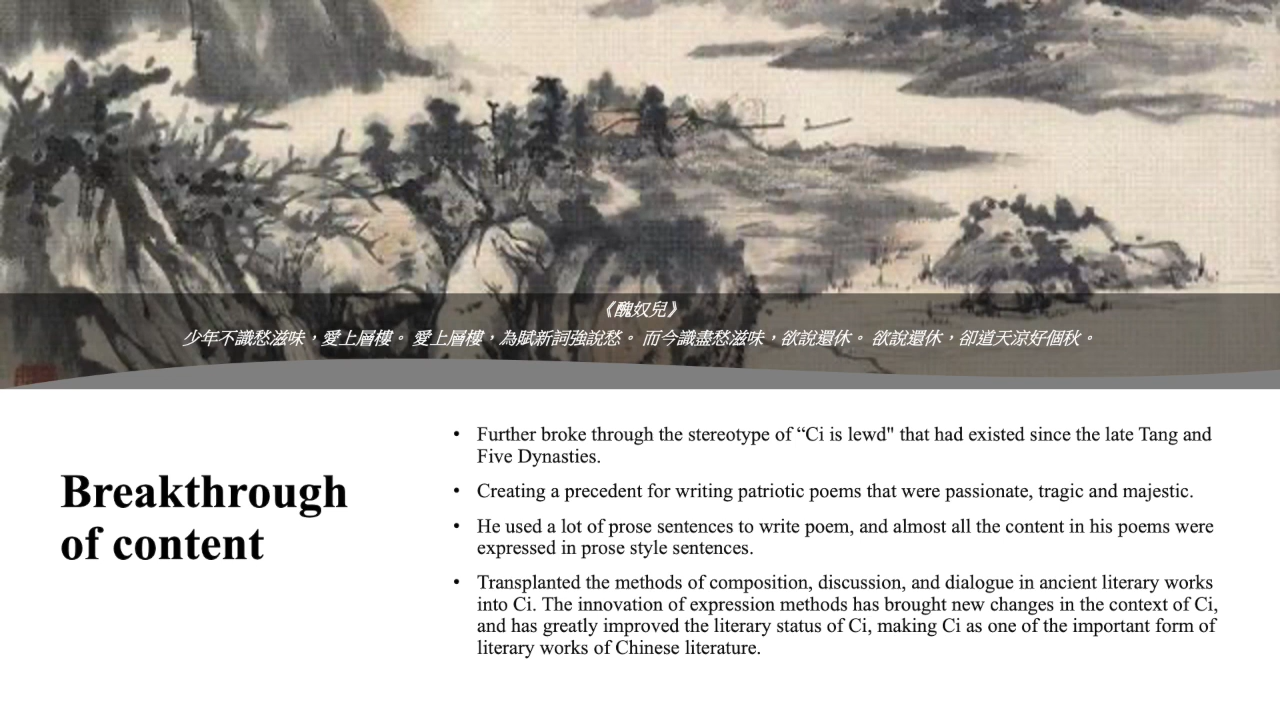 《醜奴兒》
少年不識愁滋味，愛上層樓。 愛上層樓，為賦新詞強說愁。 而今識盡愁滋味，欲說還休。 欲說還休，卻道天涼好個秋。
Breakthrough
of content
• Further broke through the stereotype of “Ci is lewd" that had existed since the late Tang and
Five Dynasties.
• Creating a precedent for writing patriotic poems that were passionate, tragic and majestic.
• He used a lot of prose sentences to write poem, and almost all the content in his poems were
expressed in prose style sentences.
• Transplanted the methods of composition, discussion, and dialogue in ancient literary works
into Ci. The innovation of expression methods has brought new changes in the context of Ci,
and has greatly improved the literary status of Ci, making Ci as one of the important form of
literary works of Chinese literature.